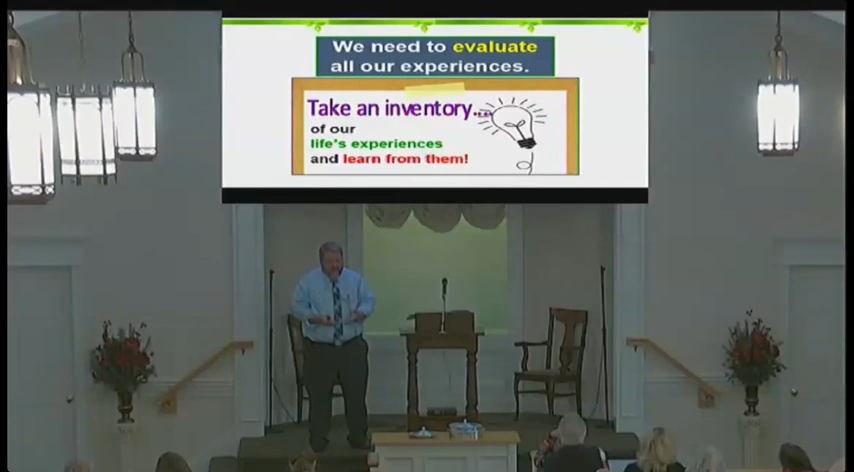 We need to evaluate
all our experiences.
Take an inventory...
of our
life's experiences
and learn from them!